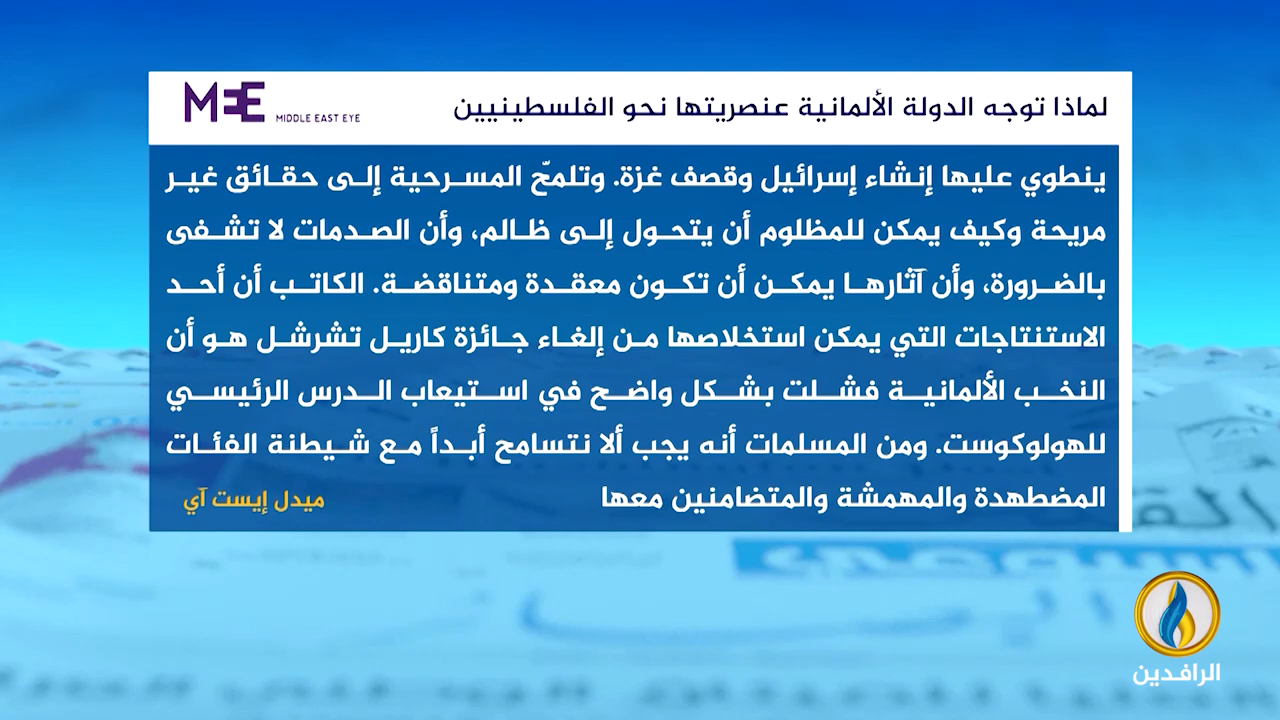 لماذا توجه الدولة الألمانية عنصريتها نحو الفلسطينيين
MEE MIDDLE EAST EYE
ينطوي عليها إنشاء إسرائيل وقصف غزة. وتلمحّ المسرحية إلى حقائق غير
مريحة وكيف يمكن للمظلوم أن يتحول إلى ظالم، وأن الصدمات لا تشفى
بالضرورة، وأن آثارها يمكن أن تكون معقدة ومتناقضة. الكاتب أن أحد
الاستنتاجات التي يمكن استخلاصها من إلغاء جائزة كاريل تشرشل هو أن
النخب الألمانية فشلت بشكل واضح في استيعاب الدرس الرئيسي
للهولوكوست. ومن المسلمات أنه يجب ألا نتسامح أبداً مع شيطنة الفئات
المضطهدة والمهمشة والمتضامنين معها
ميدل إيست آي
الرافدين